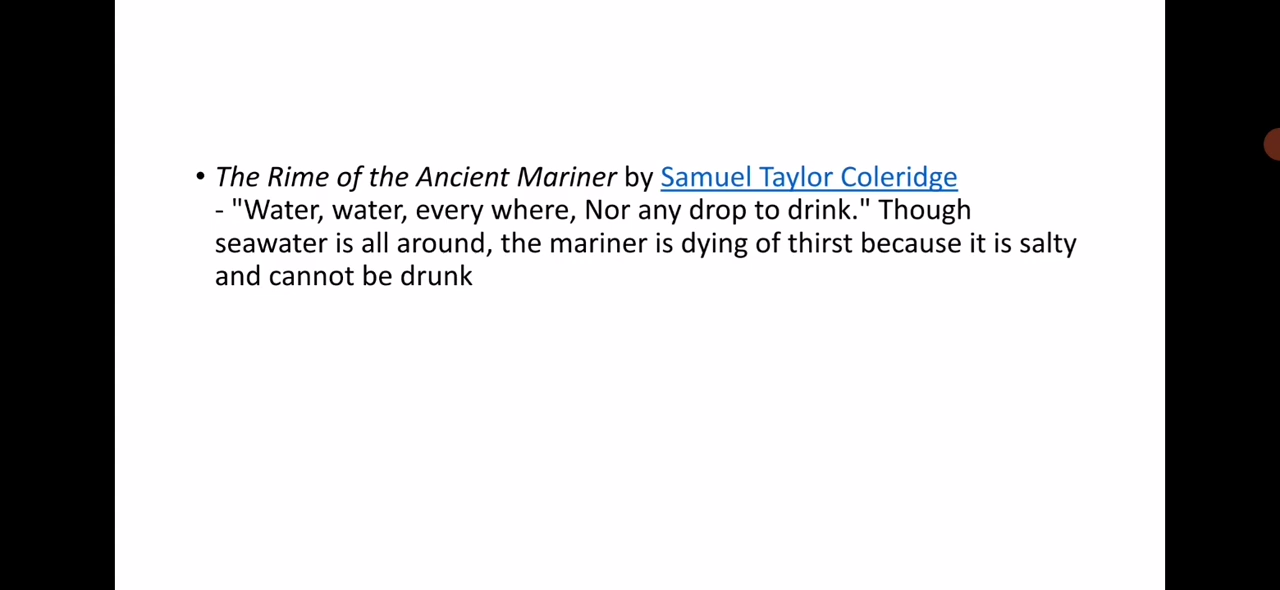 • The Rime of the Ancient Mariner by Samuel Taylor Coleridge
- "Water, water, every where, Nor any drop to drink." Though
seawater is all around, the mariner is dying of thirst because it is salty
and cannot be drunk